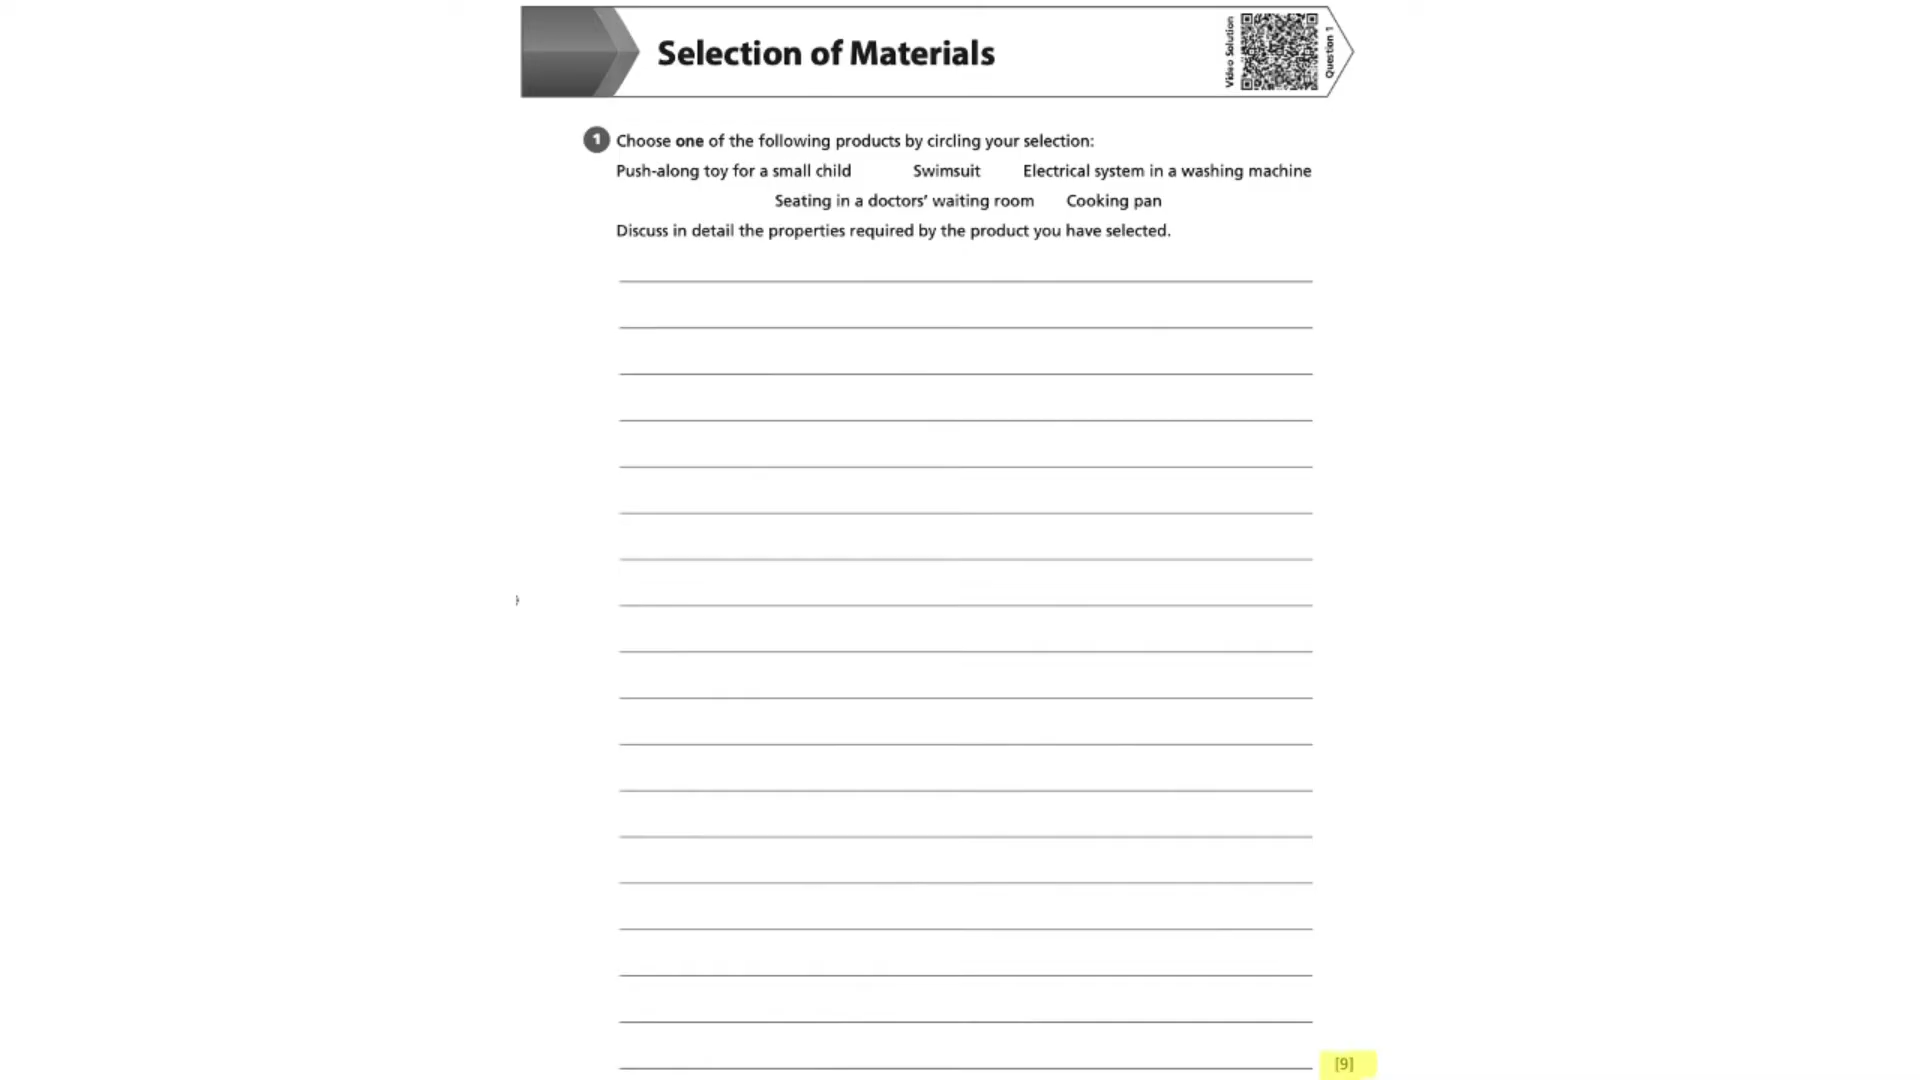 Selection of Materials
Video Solution
Question 1
1 Choose one of the following products by circling your selection:
Push-along toy for a small child Swimsuit Electrical system in a washing machine
Seating in a doctors’ waiting room Cooking pan
Discuss in detail the properties required by the product you have selected.
[9]